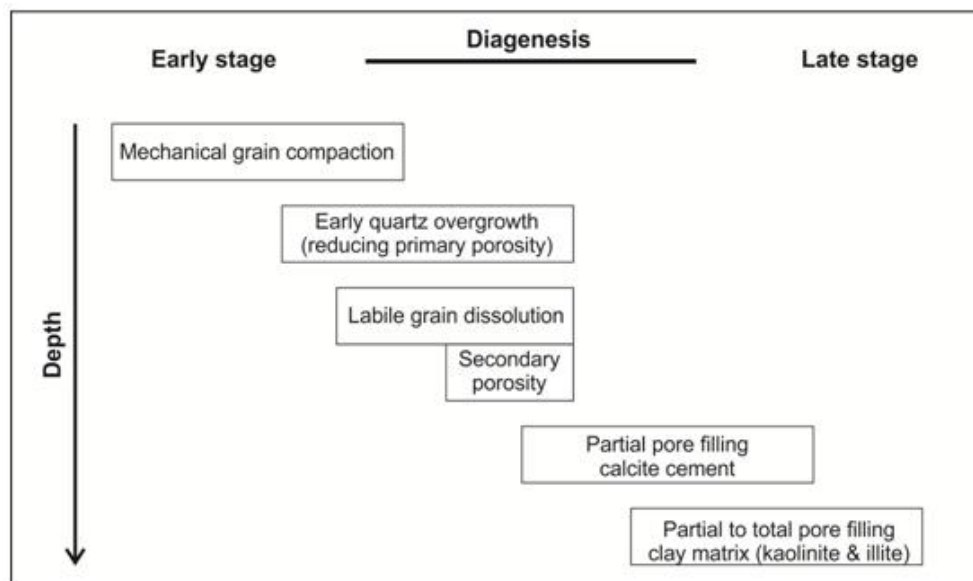 Diagenesis
Early stage
Late stage
Mechanical grain compaction
Early quartz overgrowth
(reducing primary porosity)
Labile grain dissolution
Secondary
porosity
Depth
Partial pore filling
calcite cement
Partial to total pore filling
clay matrix (kaolinite & illite)